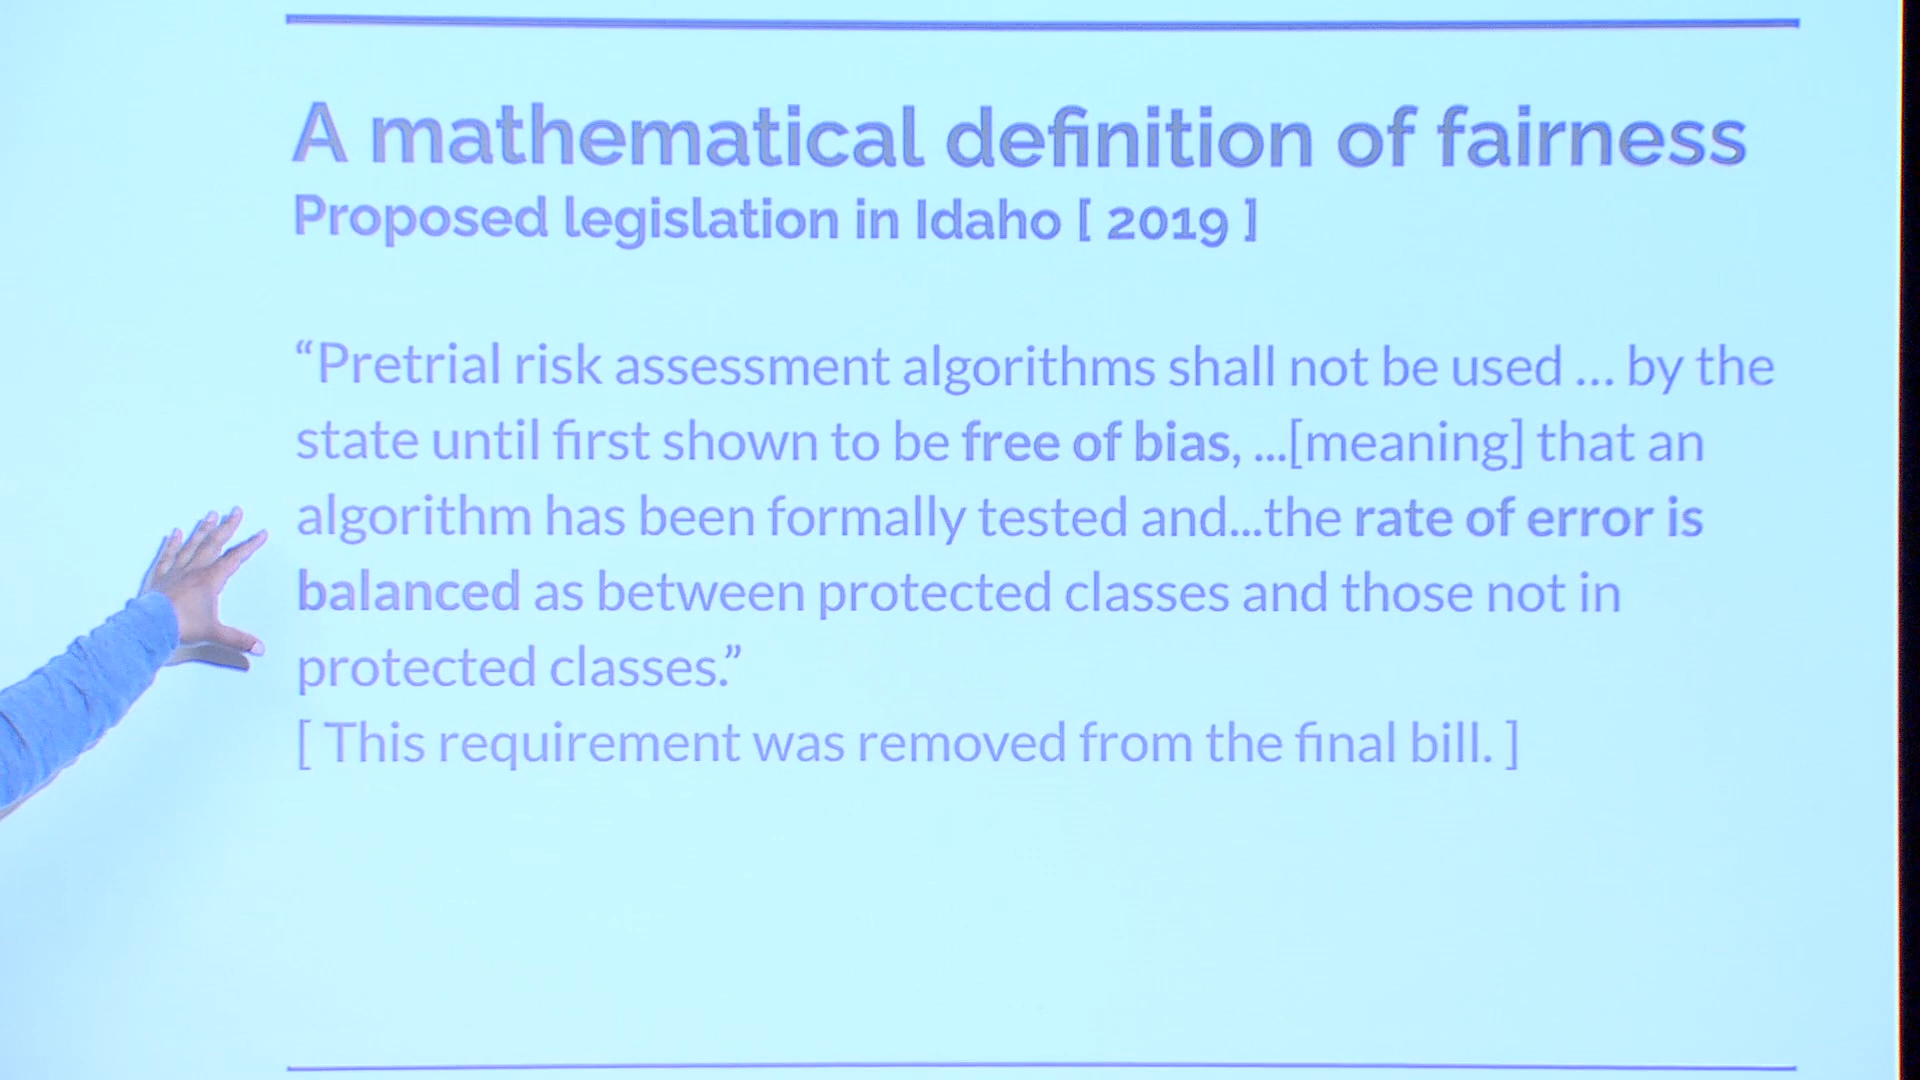 A mathematical definition of fairness
Proposed legislation in Idaho [ 2019 ]
“Pretrial risk assessment algorithms shall not be used ... by the
state until first shown to be free of bias, ...[meaning] that an
algorithm has been formally tested and...the rate of error is
balanced as between protected classes and those not in
protected classes.”
[ This requirement was removed from the final bill. ]